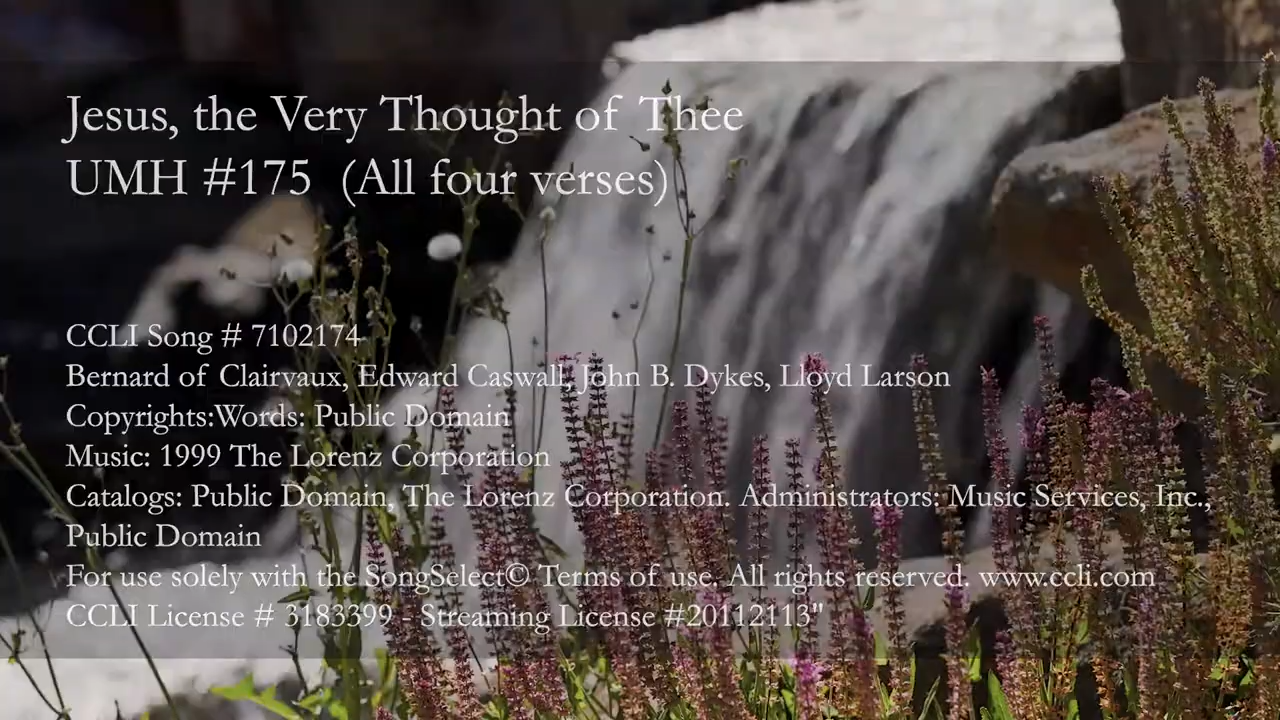 Jesus, the Very Thought of Thee
UMH #175 (All four verses)
CCLI Song # 7102174
Bernard of Clairvaux, Edward Caswall, John B. Dykes, Lloyd Larson
Copyrights:Words: Public Domain
Music: 1999 The Lorenz Corporation
Catalogs: Public Domain, The Lorenz Corporation. Administrators: Music Services, Inc.,
Public Domain
For use solely with the SongSelect© Terms of use. All rights reserved. www.ccli.com
CCLI License # 3183399 - Streaming License #20112113"